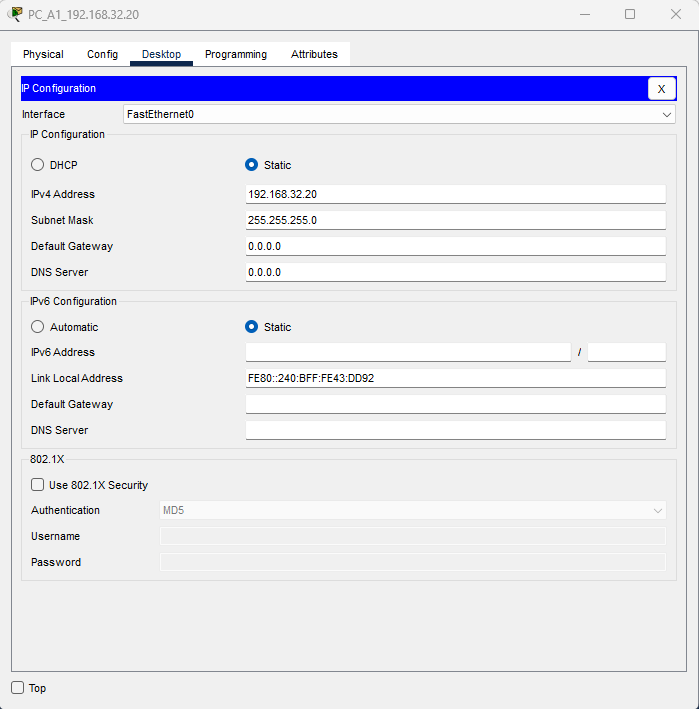 PC_A1_192.168.32.20
Physical Config Desktop Programming Attributes
IP Configuration X
Interface FastEthernet0
IP Configuration
DHCP Static
IPv4 Address 192.168.32.20
Subnet Mask 255.255.255.0
Default Gateway 0.0.0.0
DNS Server 0.0.0.0
IPv6 Configuration
Automatic Static
IPv6 Address /
Link Local Address FE80::240:BFF:FE43:DD92
Default Gateway
DNS Server
802.1X
Use 802.1X Security
Authentication MD5
Username
Password
Top